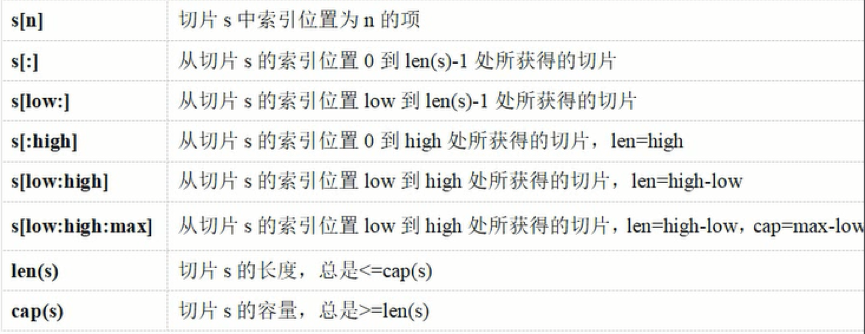 s[n] 切片 s 中索引位置为 n 的项
s[:] 从切片 s 的索引位置 0 到 len(s)-1 处所获得的切片
s[low:] 从切片 s 的索引位置 low 到 len(s)-1 处所获得的切片
s[:high] 从切片 s 的索引位置 0 到 high 处所获得的切片，len=high
s[low:high] 从切片 s 的索引位置 low 到 high 处所获得的切片，len=high-low
s[low:high:max] 从切片 s 的索引位置 low 到 high 处所获得的切片，len=high-low，cap=max-low
len(s) 切片 s 的长度，总是<=cap(s)
cap(s) 切片 s 的容量，总是>=len(s)